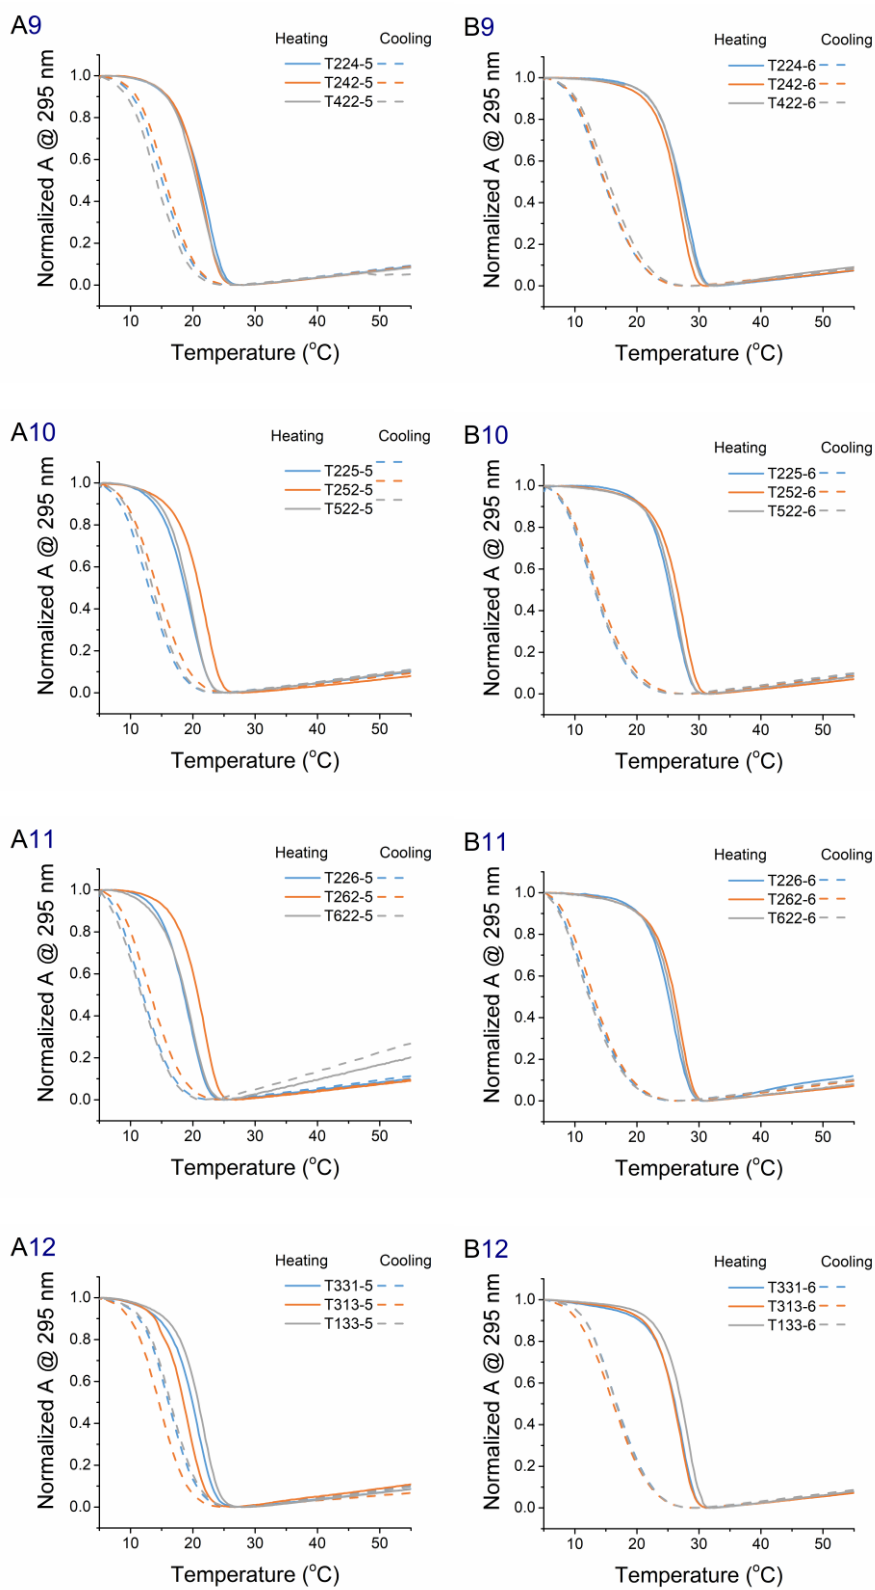 A9
Heating Cooling
T224-5
T242-5
T422-5
Normalized A @ 295 nm
1.0
0.8
0.6
0.4
0.2
0.0
10 20 30 40 50
Temperature (°C)
B9
Heating Cooling
T224-6
T242-6
T422-6
Normalized A @ 295 nm
1.0
0.8
0.6
0.4
0.2
0.0
10 20 30 40 50
Temperature (°C)
A10
Heating Cooling
T225-5
T252-5
T522-5
Normalized A @ 295 nm
1.0
0.8
0.6
0.4
0.2
0.0
10 20 30 40 50
Temperature (°C)
B10
Heating Cooling
T225-6
T252-6
T522-6
Normalized A @ 295 nm
1.0
0.8
0.6
0.4
0.2
0.0
10 20 30 40 50
Temperature (°C)
A11
Heating Cooling
T226-5
T262-5
T622-5
Normalized A @ 295 nm
1.0
0.8
0.6
0.4
0.2
0.0
10 20 30 40 50
Temperature (°C)
B11
Heating Cooling
T226-6
T262-6
T622-6
Normalized A @ 295 nm
1.0
0.8
0.6
0.4
0.2
0.0
10 20 30 40 50
Temperature (°C)
A12
Heating Cooling
T331-5
T313-5
T133-5
Normalized A @ 295 nm
1.0
0.8
0.6
0.4
0.2
0.0
10 20 30 40 50
Temperature (°C)
B12
Heating Cooling
T331-6
T313-6
T133-6
Normalized A @ 295 nm
1.0
0.8
0.6
0.4
0.2
0.0
10 20 30 40 50
Temperature (°C)